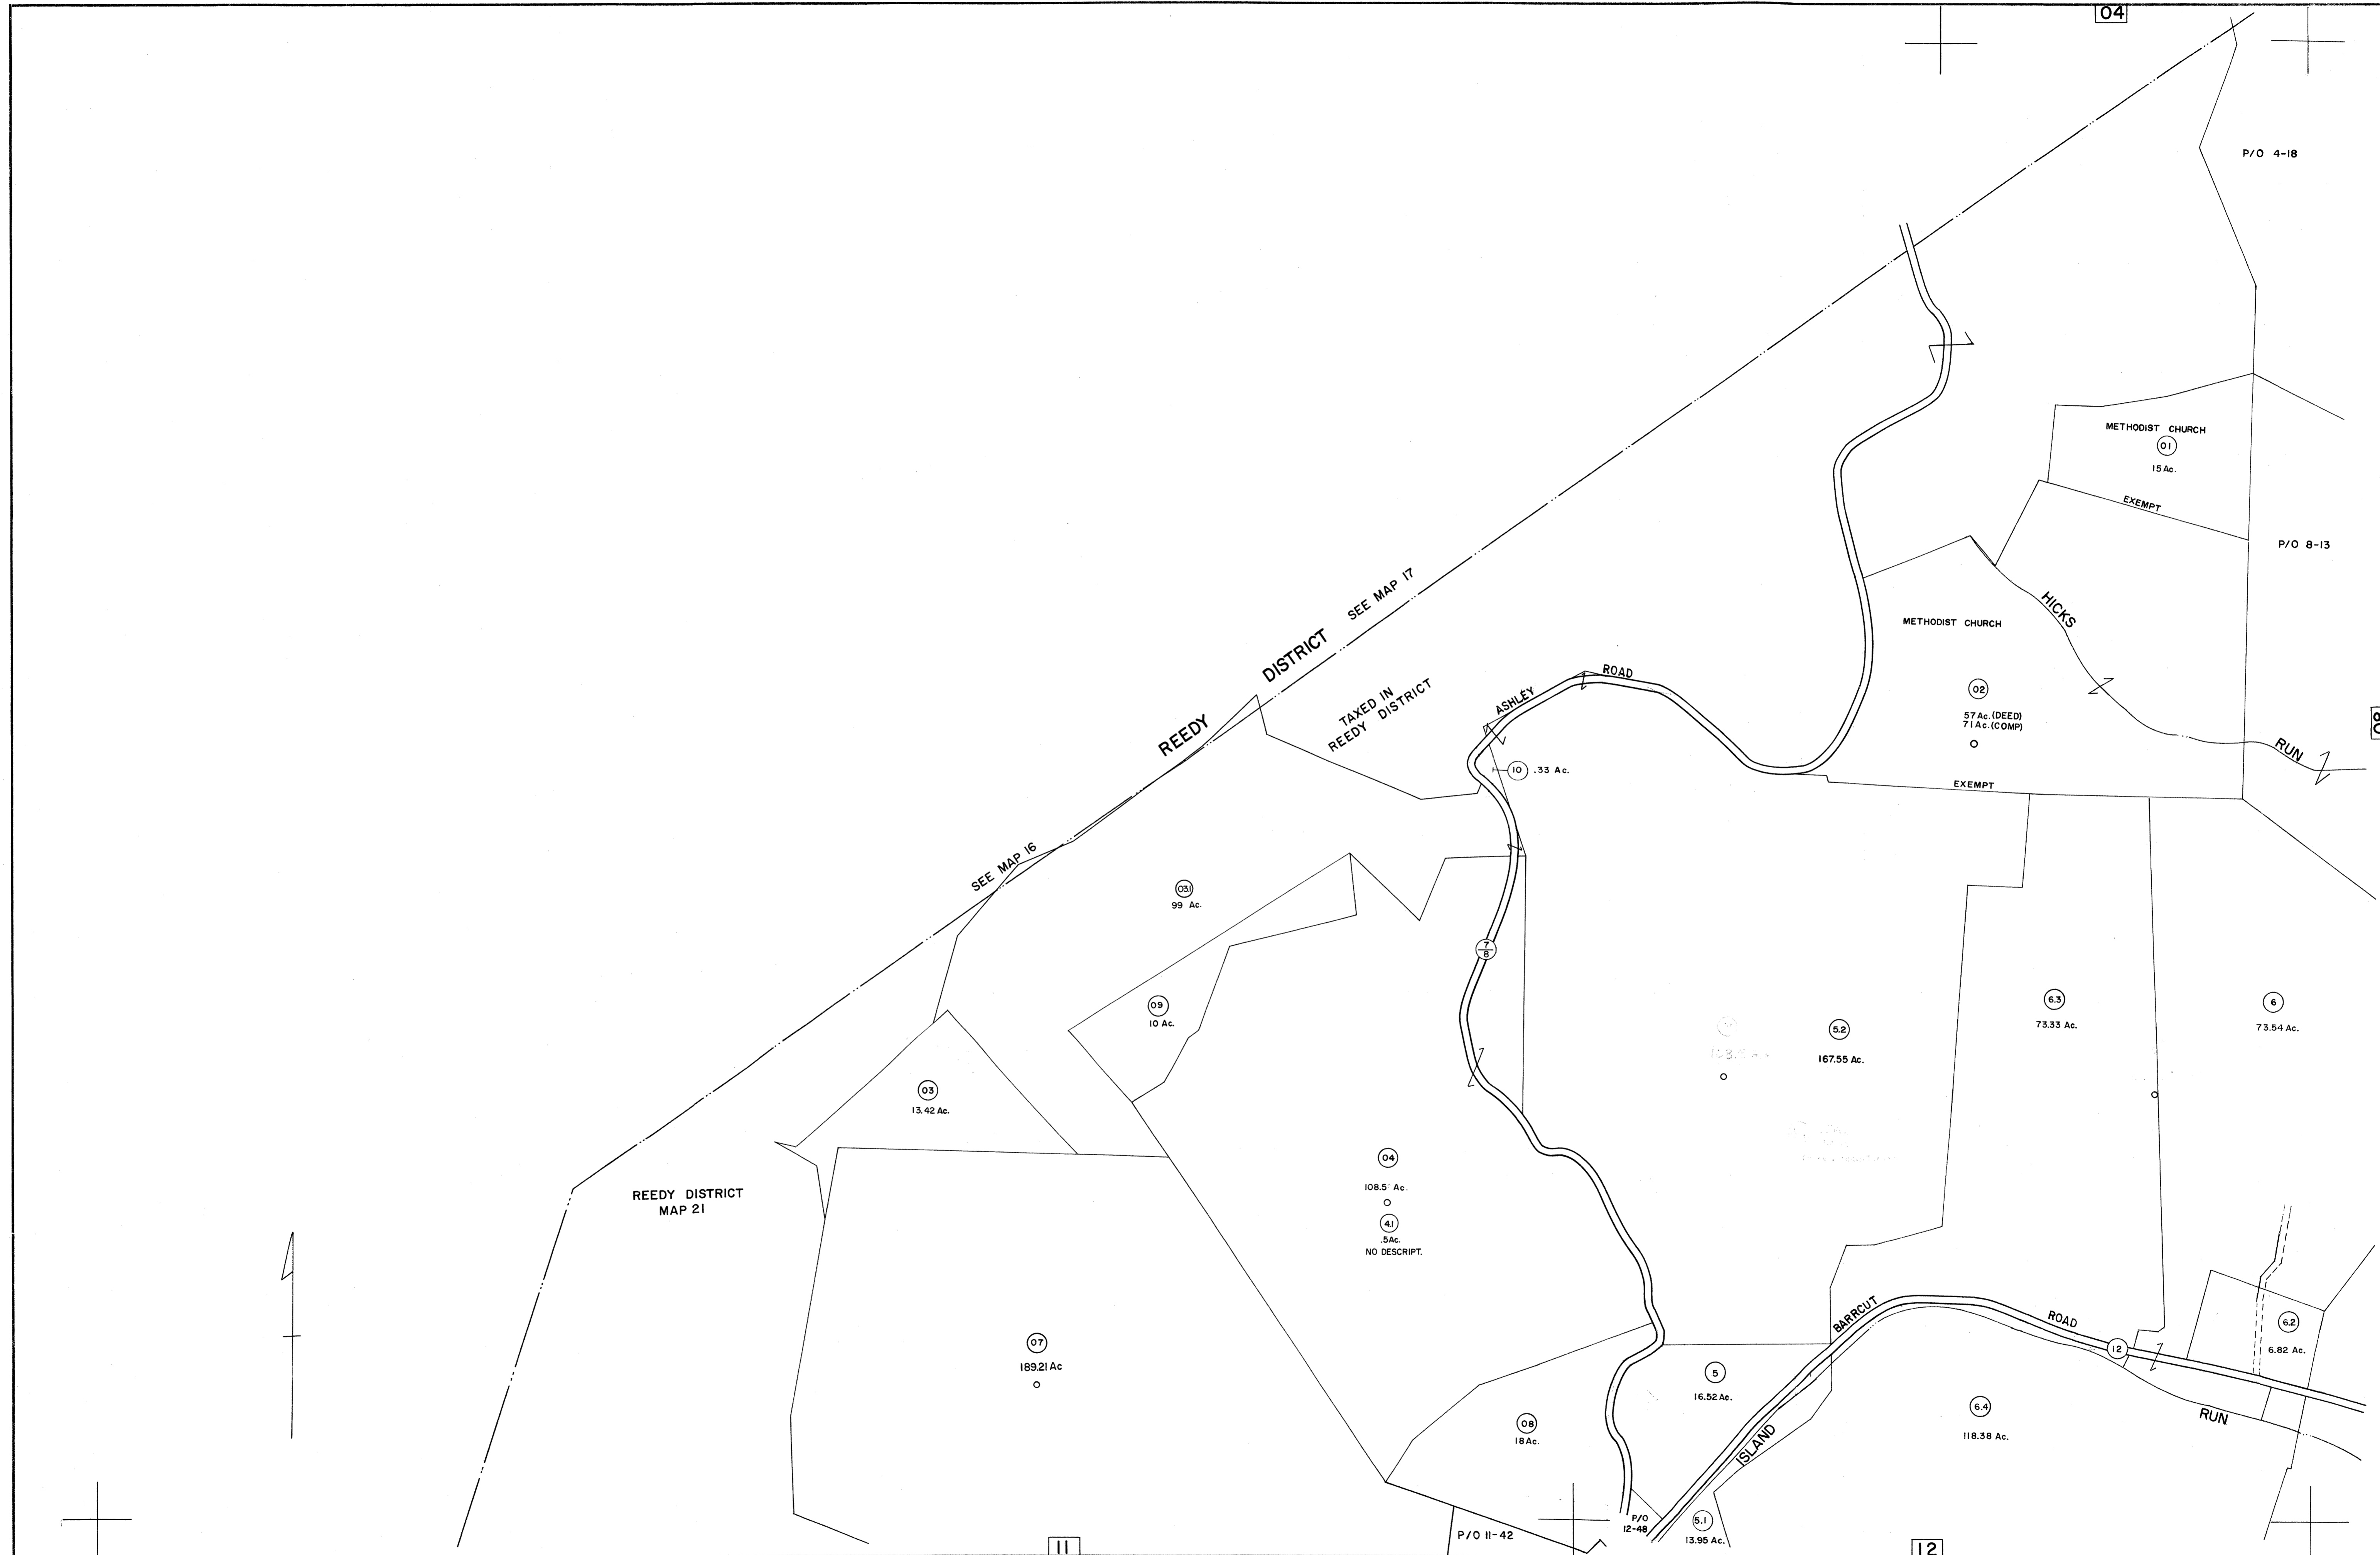 04
P/O 4-18
METHODIST CHURCH
01
15 Ac.
EXEMPT
P/O 8-13
HICKS
RUN
METHODIST CHURCH
02
57 Ac. (DEED)
71 Ac. (COMP)
EXEMPT
08
SEE MAP 17
REEDY DISTRICT
SEE MAP 16
TAXED IN
REEDY DISTRICT
ASHLEY ROAD
10 .33 Ac.
03.1
99 Ac.
7
8
09
10 Ac.
5.2
167.55 Ac.
6.3
73.33 Ac.
6
73.54 Ac.
03
13.42 Ac.
REEDY DISTRICT
MAP 21
04
108.5 Ac.
4.1
.5Ac.
NO DESCRIPT.
07
189.21 Ac
BARRCUT ROAD
12
6.2
6.82 Ac.
5
16.52 Ac.
08
18 Ac.
ISLAND RUN
6.4
118.38 Ac.
P/O
12-48
5.1
13.95 Ac.
P/O 11-42
11
12